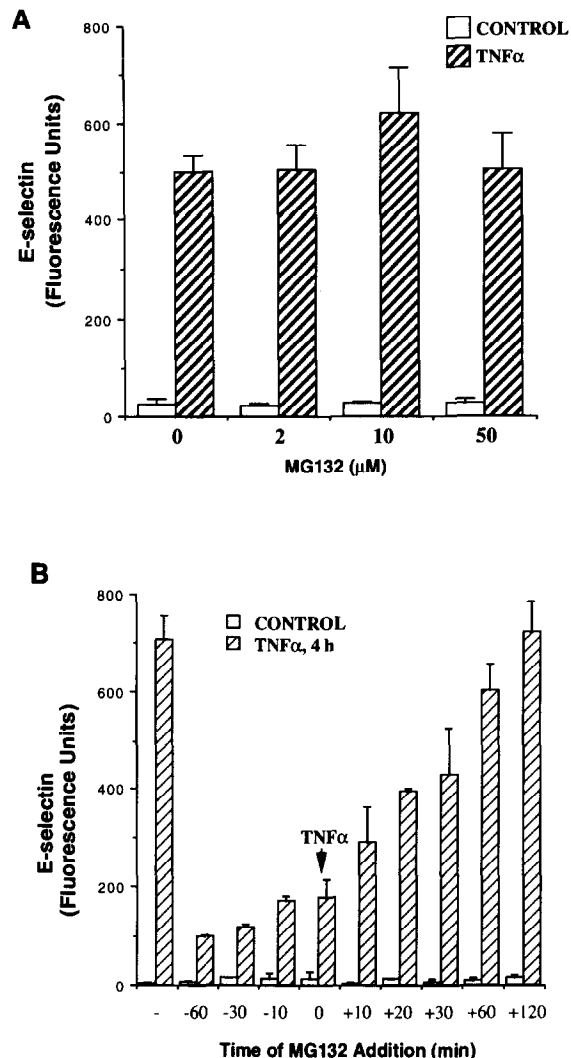 A
CONTROL
TNFα
800
600
400
200
0
E-selectin
(Fluorescence Units)
0 2 10 50
MG132 (μM)
B
CONTROL
TNFα, 4 h
800
600
400
200
0
E-selectin
(Fluorescence Units)
TNFα
- -60 -30 -10 0 +10 +20 +30 +60 +120
Time of MG132 Addition (min)